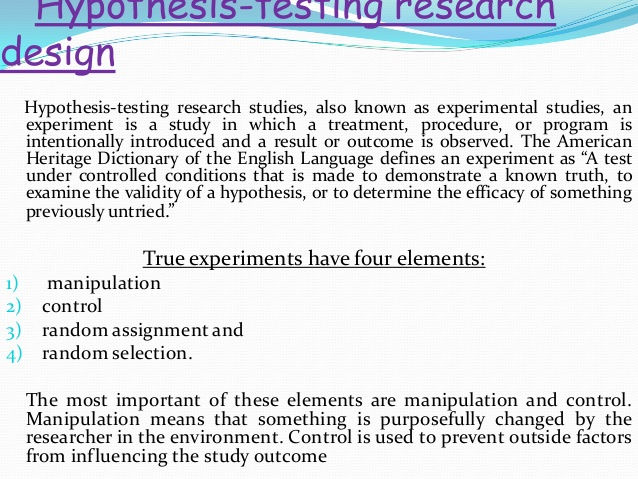 Hypothesis-testing research
design
Hypothesis-testing research studies, also known as experimental studies, an
experiment is a study in which a treatment, procedure, or program is
intentionally introduced and a result or outcome is observed. The American
Heritage Dictionary of the English Language defines an experiment as “A test
under controlled conditions that is made to demonstrate a known truth, to
examine the validity of a hypothesis, or to determine the efficacy of something
previously untried.”
True experiments have four elements:
1) manipulation
2) control
3) random assignment and
4) random selection.
The most important of these elements are manipulation and control.
Manipulation means that something is purposefully changed by the
researcher in the environment. Control is used to prevent outside factors
from influencing the study outcome